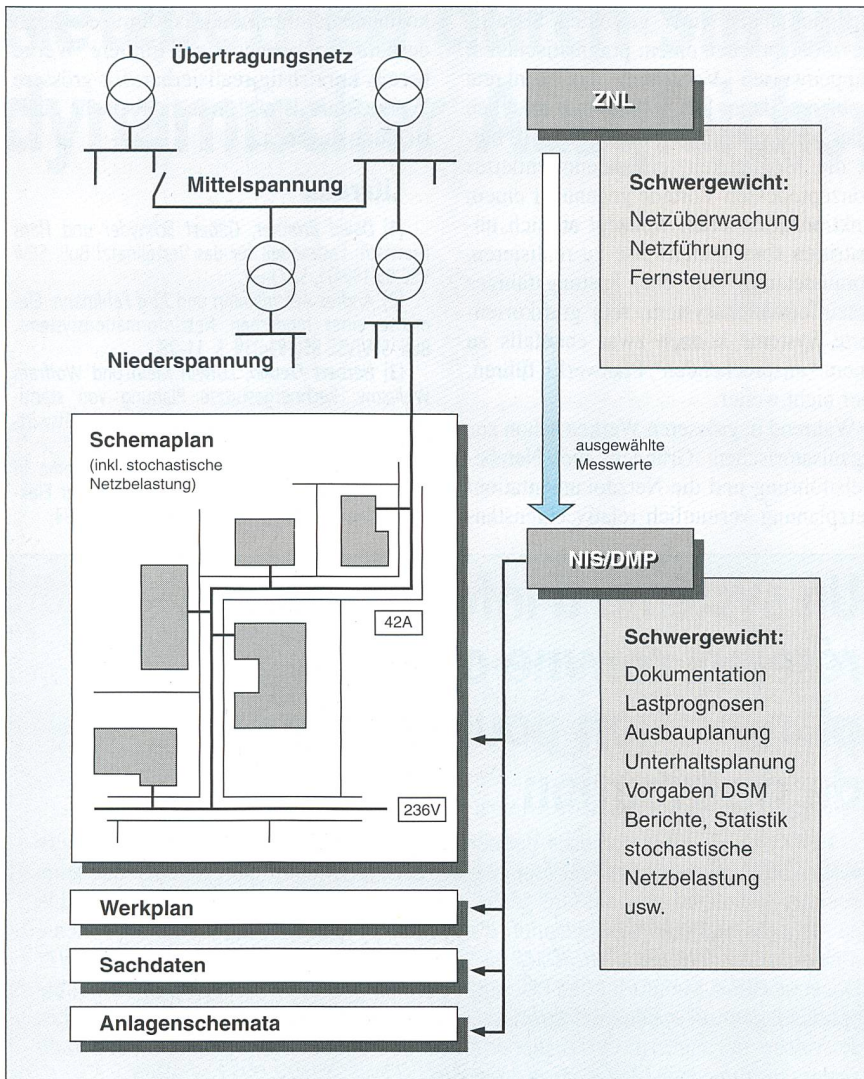 Übertragungsnetz
Mittelspannung
Niederspannung
Schemaplan
(inkl. stochastische
Netzbelastung)
42A
236V
Werkplan
Sachdaten
Anlagenschemata
ZNL
Schwergewicht:
Netzüberwachung
Netzführung
Fernsteuerung
ausgewählte
Messwerte
NIS/DMP
Schwergewicht:
Dokumentation
Lastprognosen
Ausbauplanung
Unterhaltsplanung
Vorgaben DSM
Berichte, Statistik
stochastische
Netzbelastung
usw.